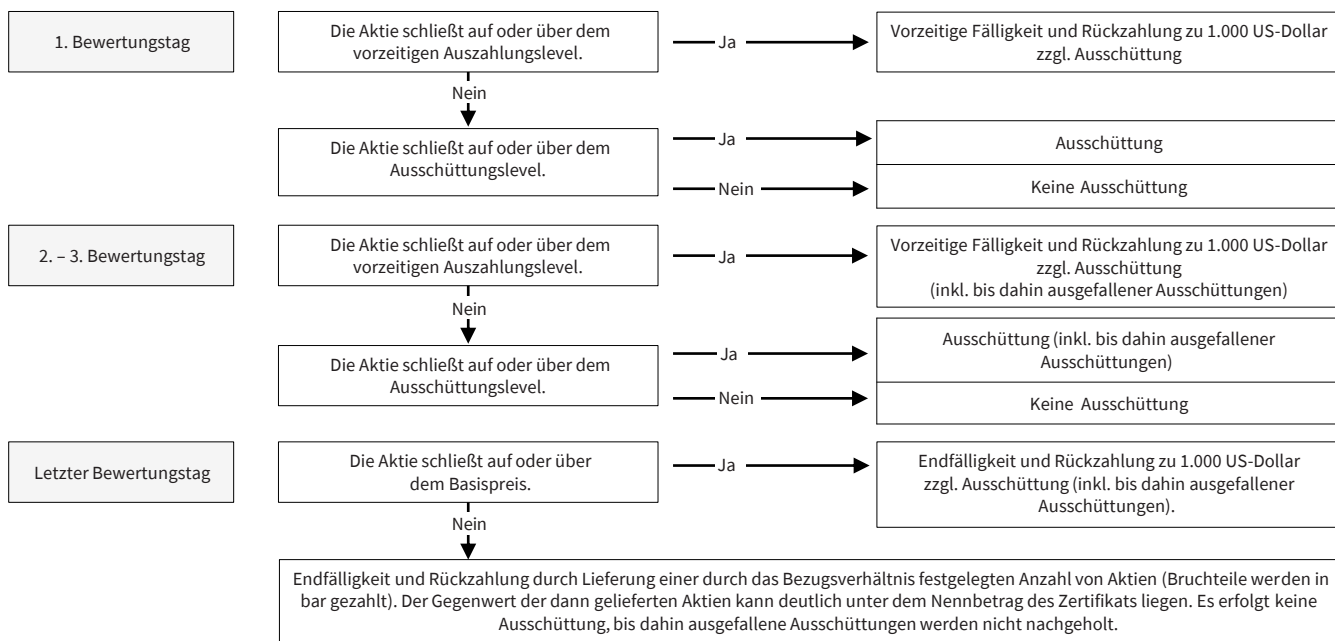 1. Bewertungstag
Die Aktie schließt auf oder über dem
vorzeitigen Auszahlungslevel.
Ja
Vorzeitige Fälligkeit und Rückzahlung zu 1.000 US-Dollar
zzgl. Ausschüttung
Nein
Die Aktie schließt auf oder über dem
Ausschüttungslevel.
Ja
Ausschüttung
Nein
Keine Ausschüttung
2. – 3. Bewertungstag
Die Aktie schließt auf oder über dem
vorzeitigen Auszahlungslevel.
Ja
Vorzeitige Fälligkeit und Rückzahlung zu 1.000 US-Dollar
zzgl. Ausschüttung
(inkl. bis dahin ausgefallener Ausschüttungen)
Nein
Die Aktie schließt auf oder über dem
Ausschüttungslevel.
Ja
Ausschüttung (inkl. bis dahin ausgefallener
Ausschüttungen)
Nein
Keine Ausschüttung
Letzter Bewertungstag
Die Aktie schließt auf oder über
dem Basispreis.
Ja
Endfälligkeit und Rückzahlung zu 1.000 US-Dollar
zzgl. Ausschüttung (inkl. bis dahin ausgefallener
Ausschüttungen).
Nein
Endfälligkeit und Rückzahlung durch Lieferung einer durch das Bezugsverhältnis festgelegten Anzahl von Aktien (Bruchteile werden in
bar gezahlt). Der Gegenwert der dann gelieferten Aktien kann deutlich unter dem Nennbetrag des Zertifikats liegen. Es erfolgt keine
Ausschüttung, bis dahin ausgefallene Ausschüttungen werden nicht nachgeholt.